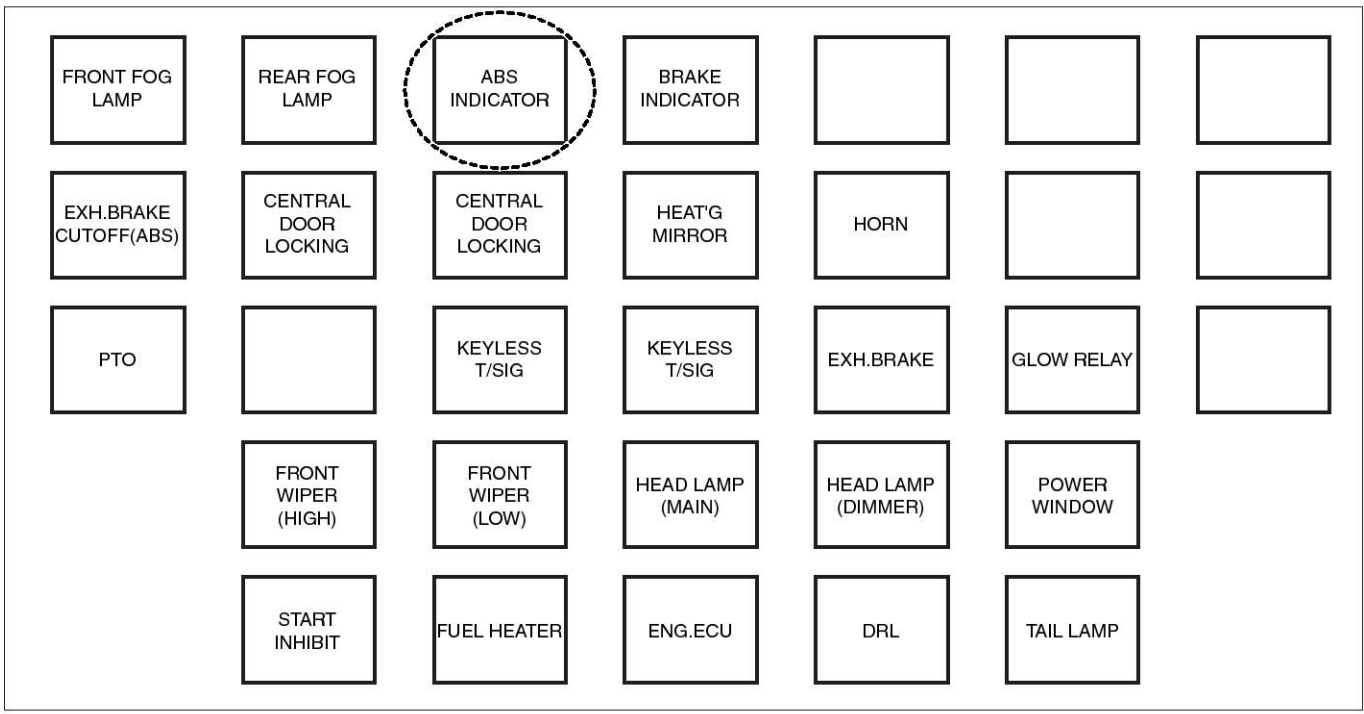 FRONT FOG
LAMP
REAR FOG
LAMP
ABS
INDICATOR
BRAKE
INDICATOR
EXH.BRAKE
CUTOFF(ABS)
CENTRAL
DOOR
LOCKING
CENTRAL
DOOR
LOCKING
HEAT'G
MIRROR
HORN
PTO
KEYLESS
T/SIG
KEYLESS
T/SIG
EXH.BRAKE
GLOW RELAY
FRONT
WIPER
(HIGH)
FRONT
WIPER
(LOW)
HEAD LAMP
(MAIN)
HEAD LAMP
(DIMMER)
POWER
WINDOW
START
INHIBIT
FUEL HEATER
ENG.ECU
DRL
TAIL LAMP